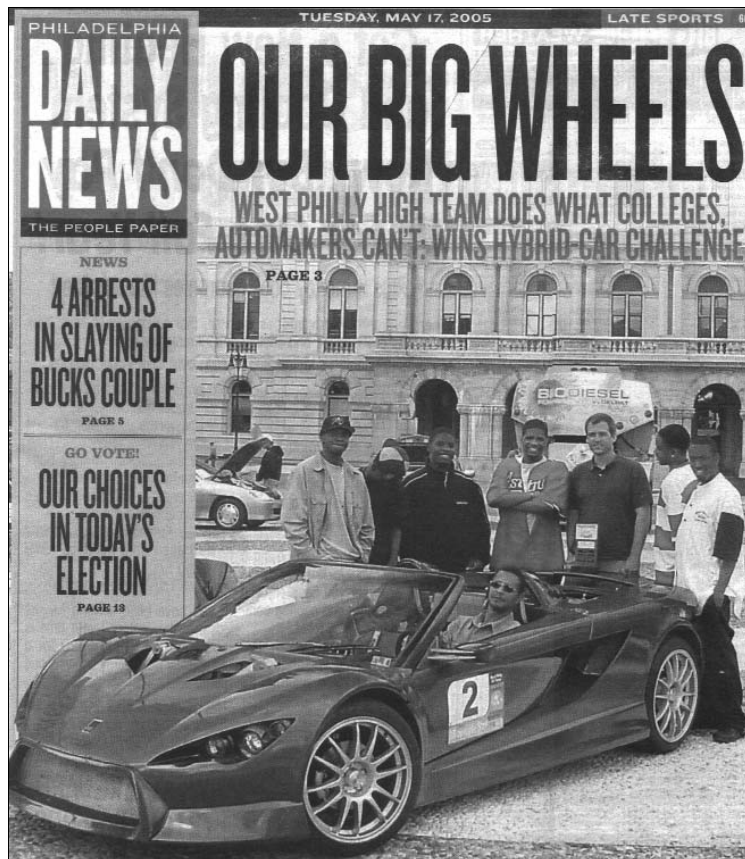 TUESDAY, MAY 17, 2005
LATE SPORTS
PHILADELPHIA
DAILY
NEWS
THE PEOPLE PAPER
OUR BIG WHEELS
WEST PHILLY HIGH TEAM DOES WHAT COLLEGES,
AUTOMAKERS CAN'T: WINS HYBRID-CAR CHALLENGE
PAGE 3
NEWS
4 ARRESTS
IN SLAYING OF
BUCKS COUPLE
PAGE 5
GO VOTE!
OUR CHOICES
IN TODAY'S
ELECTION
PAGE 13
BIODIESEL
2